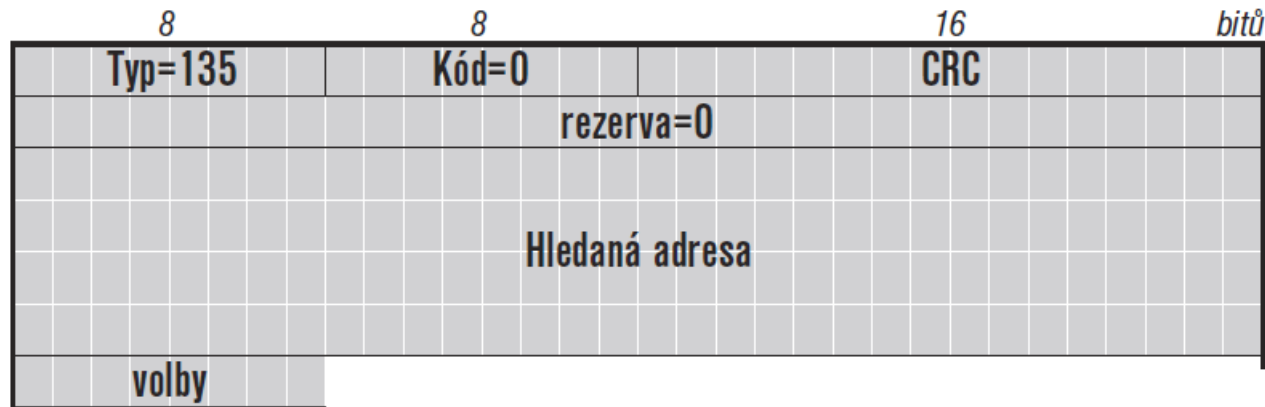 8 8 16 bitů
Typ=135 Kód=0 CRC
rezerva=0
Hledaná adresa
volby